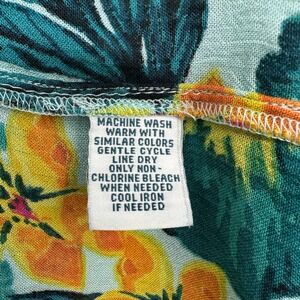 MACHINE WASH
WARM WITH
SIMILAR COLORS
GENTLE CYCLE
LINE DRY
ONLY NON-
CHLORINE BLEACH
WHEN NEEDED
COOL IRON
IF NEEDED